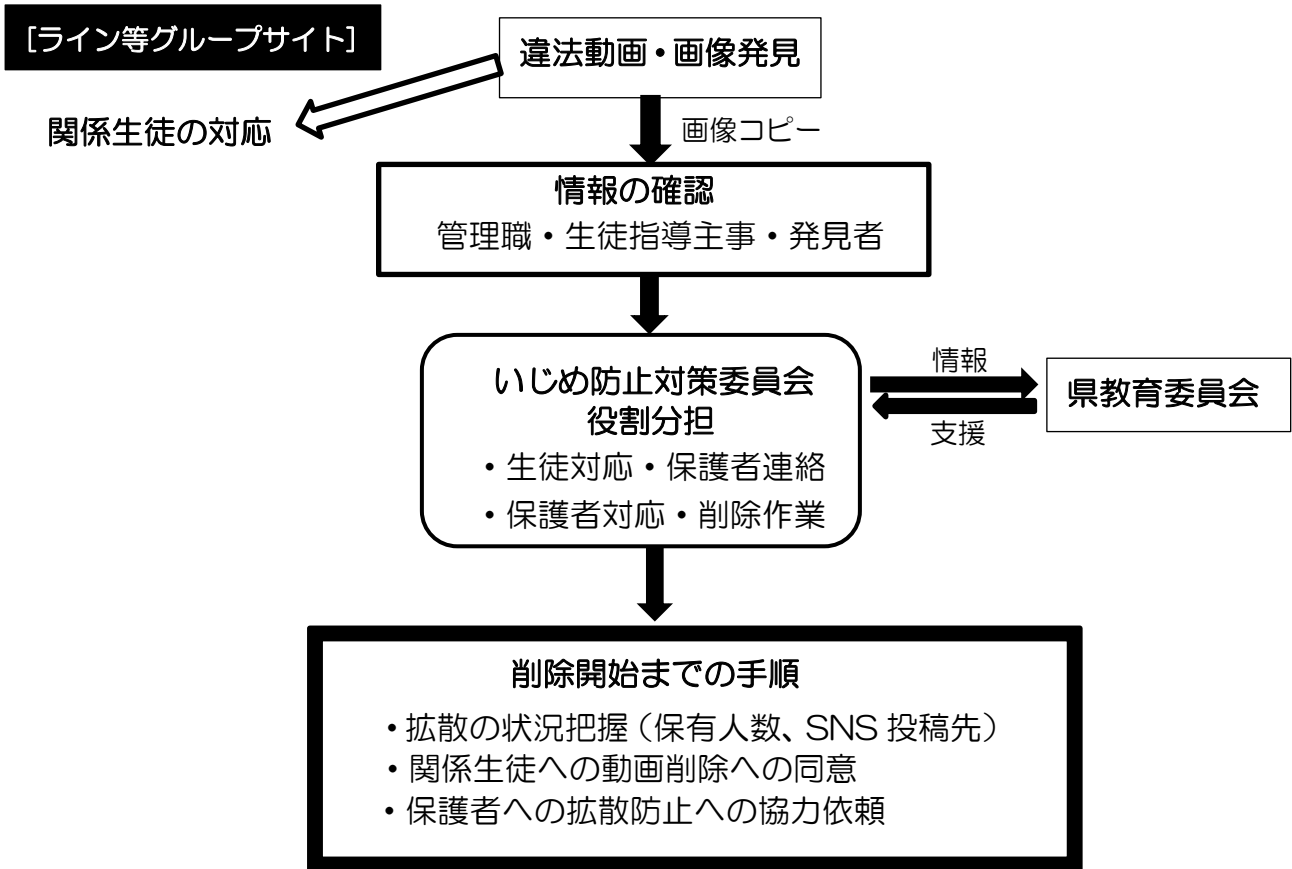 [ライン等グループサイト]
違法動画・画像発見
関係生徒の対応
画像コピー
情報の確認
管理職・生徒指導主事・発見者
いじめ防止対策委員会
役割分担
・生徒対応・保護者連絡
・保護者対応・削除作業
情報
支援
県教育委員会
削除開始までの手順
・拡散の状況把握（保有人数、SNS 投稿先）
・関係生徒への動画削除への同意
・保護者への拡散防止への協力依頼